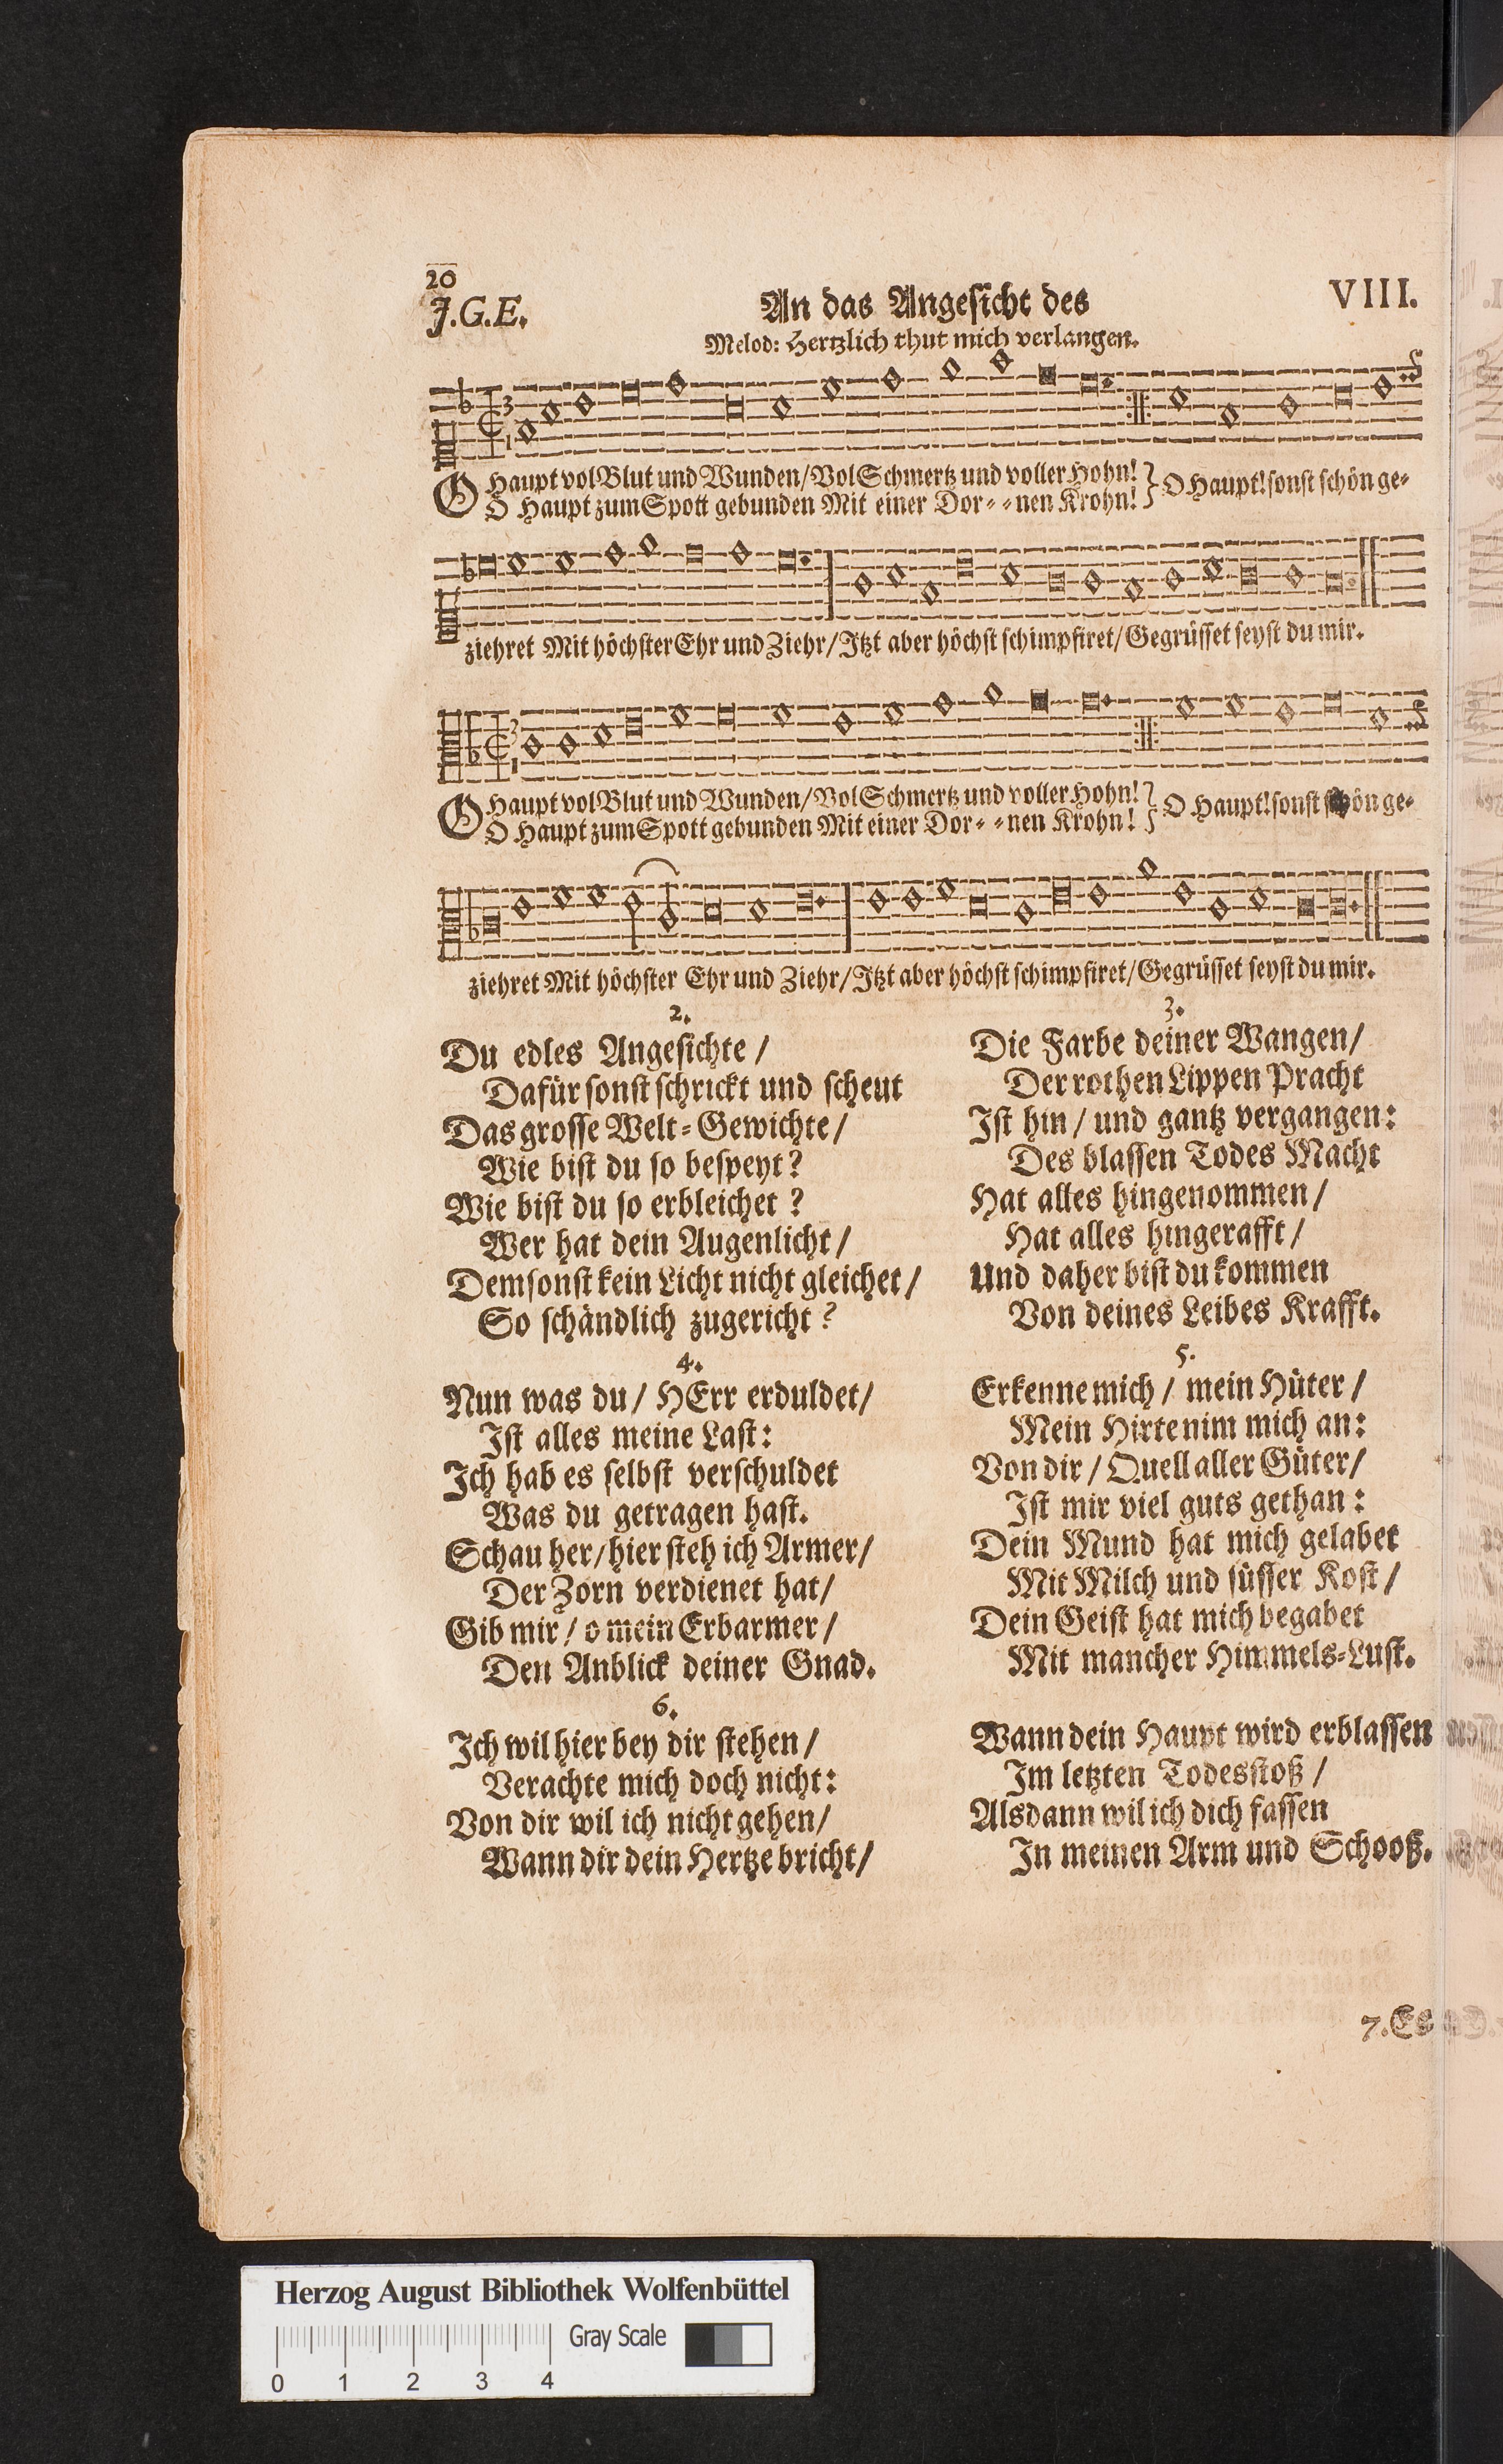 20
J.G.E.
An das Angesicht des
VIII.
Melod: Hertzlich thut mich verlangen.
O Haupt vol Blut und Wunden/ Vol Schmertz und voller Hohn!
O Haupt zum Spott gebunden Mit einer Dor- -nen Krohn!
O Haupt! sonst schön ge-
ziehret Mit höchster Ehr und Ziehr/ Jtzt aber höchst schimpfiret/ Gegrüsset seyst du mir.
O Haupt vol Blut und Wunden/ Vol Schmertz und voller Hohn!
O Haupt zum Spott gebunden Mit einer Dor- -nen Krohn!
O Haupt! sonst schön ge-
ziehret Mit höchster Ehr und Ziehr/ Jtzt aber höchst schimpfiret/ Gegrüsset seyst du mir.
2.
Du edles Angesichte/
Dafür sonst schrickt und scheut
Das grosse Welt-Gewichte/
Wie bist du so bespeyt?
Wie bist du so erbleichet?
Wer hat dein Augenlicht/
Dem sonst kein Licht nicht gleichet/
So schändlich zugericht?
3.
Die Farbe deiner Wangen/
Der rothen Lippen Pracht
Jst hin/ und gantz vergangen:
Des blassen Todes Macht
Hat alles hingenommen/
Hat alles hingerafft/
Und daher bist du kommen
Von deines Leibes Krafft.
4.
Nun was du/ HErr erduldet/
Jst alles meine Last:
Jch hab es selbst verschuldet
Was du getragen hast.
Schau her/ hier steh ich Armer/
Der Zorn verdienet hat/
Gib mir/ o mein Erbarmer/
Den Anblick deiner Gnad.
5.
Erkenne mich/ mein Hüter/
Mein Hirte nim mich an:
Von dir/ Quell aller Güter/
Jst mir viel guts gethan:
Dein Mund hat mich gelabet
Mit Milch und süsser Kost/
Dein Geist hat mich begabet
Mit mancher Himmels-Lust.
6.
Jch wil hier bey dir stehen/
Verachte mich doch nicht:
Von dir wil ich nicht gehen/
Wann dir dein Hertze bricht/
Wann dein Haupt wird erblassen
Jm letzten Todesstoß/
Alsdann wil ich dich fassen
Jn meinen Arm und Schooß.
7. Es
Herzog August Bibliothek Wolfenbüttel
Gray Scale
0 1 2 3 4